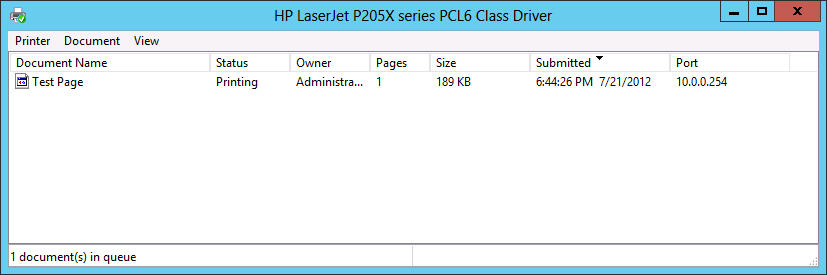 HP LaserJet P205X series PCL6 Class Driver
Printer Document View
Document Name Status Owner Pages Size Submitted Port
Test Page Printing Administra... 1 189 KB 6:44:26 PM 7/21/2012 10.0.0.254
1 document(s) in queue